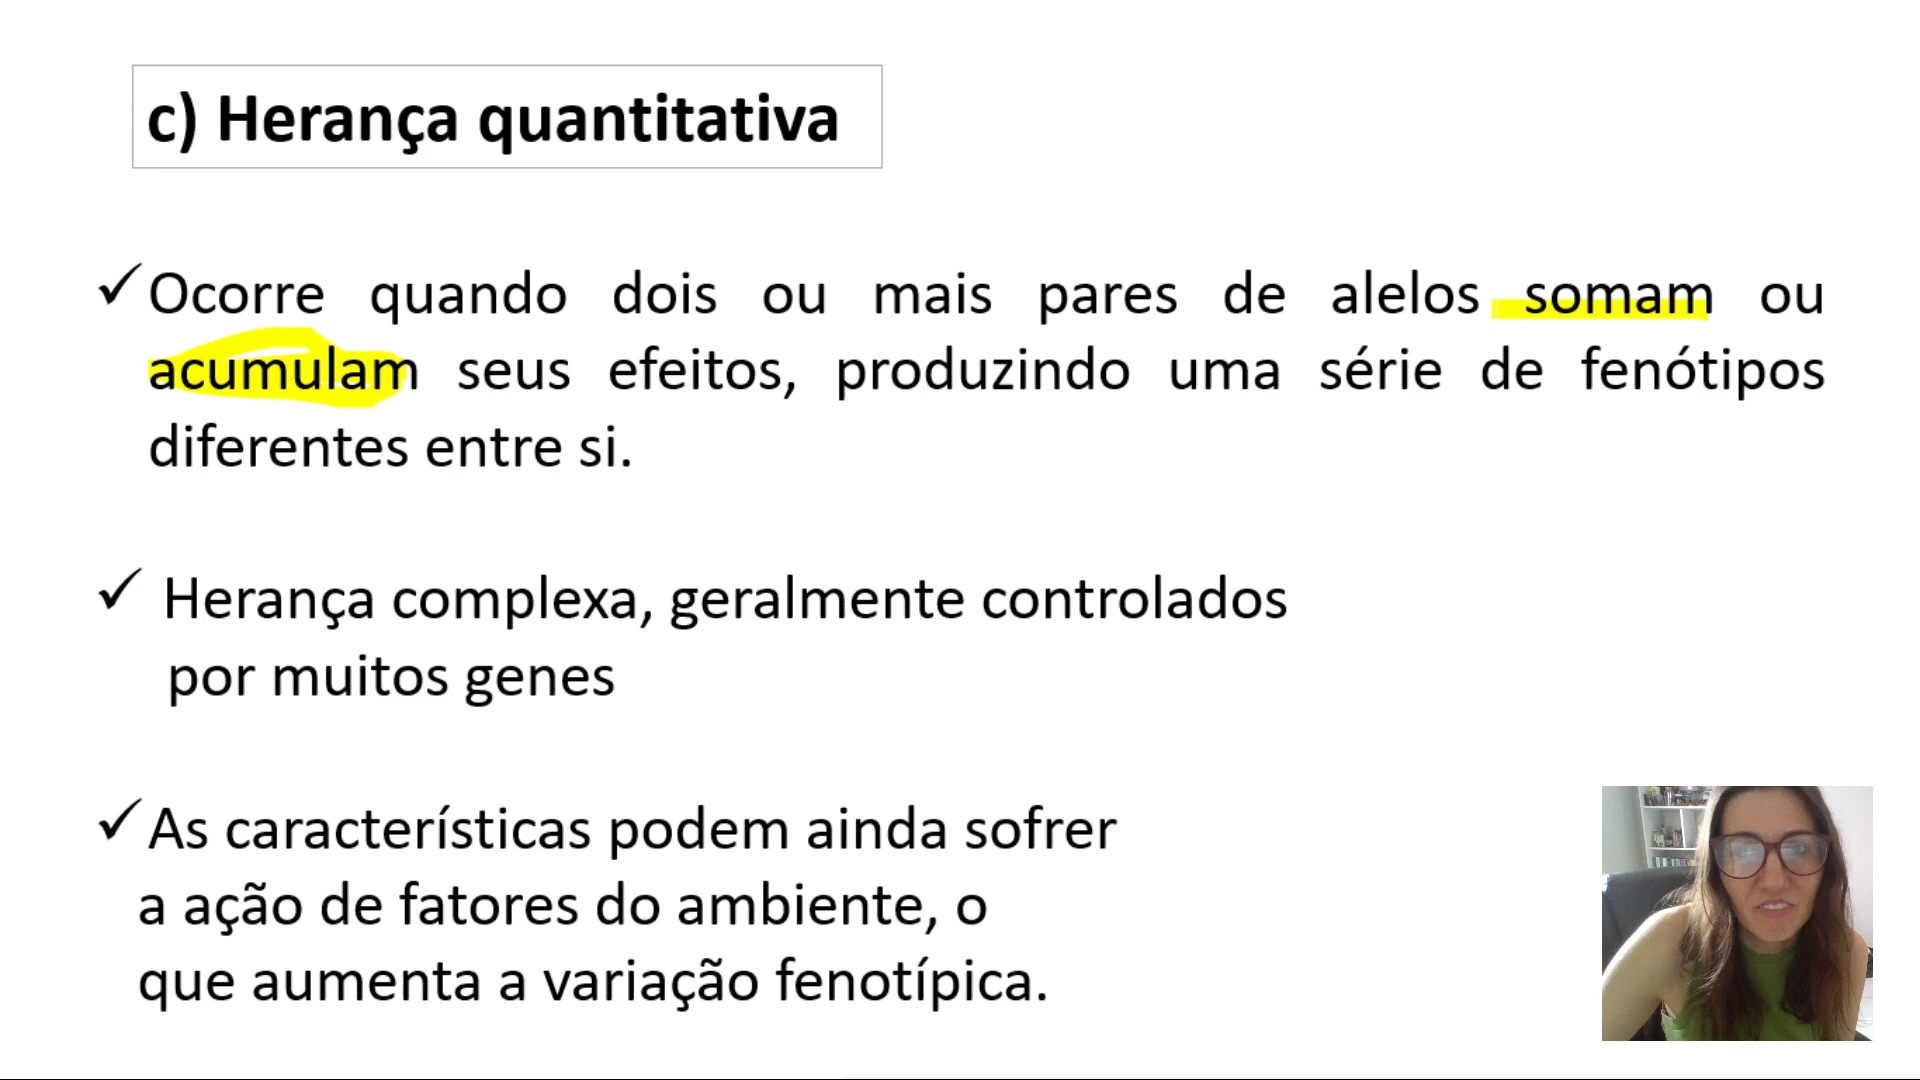 c) Herança quantitativa
✓Ocorre quando dois ou mais pares de alelos somam ou
acumulam seus efeitos, produzindo uma série de fenótipos
diferentes entre si.
✓ Herança complexa, geralmente controlados
por muitos genes
✓As características podem ainda sofrer
a ação de fatores do ambiente, o
que aumenta a variação fenotípica.